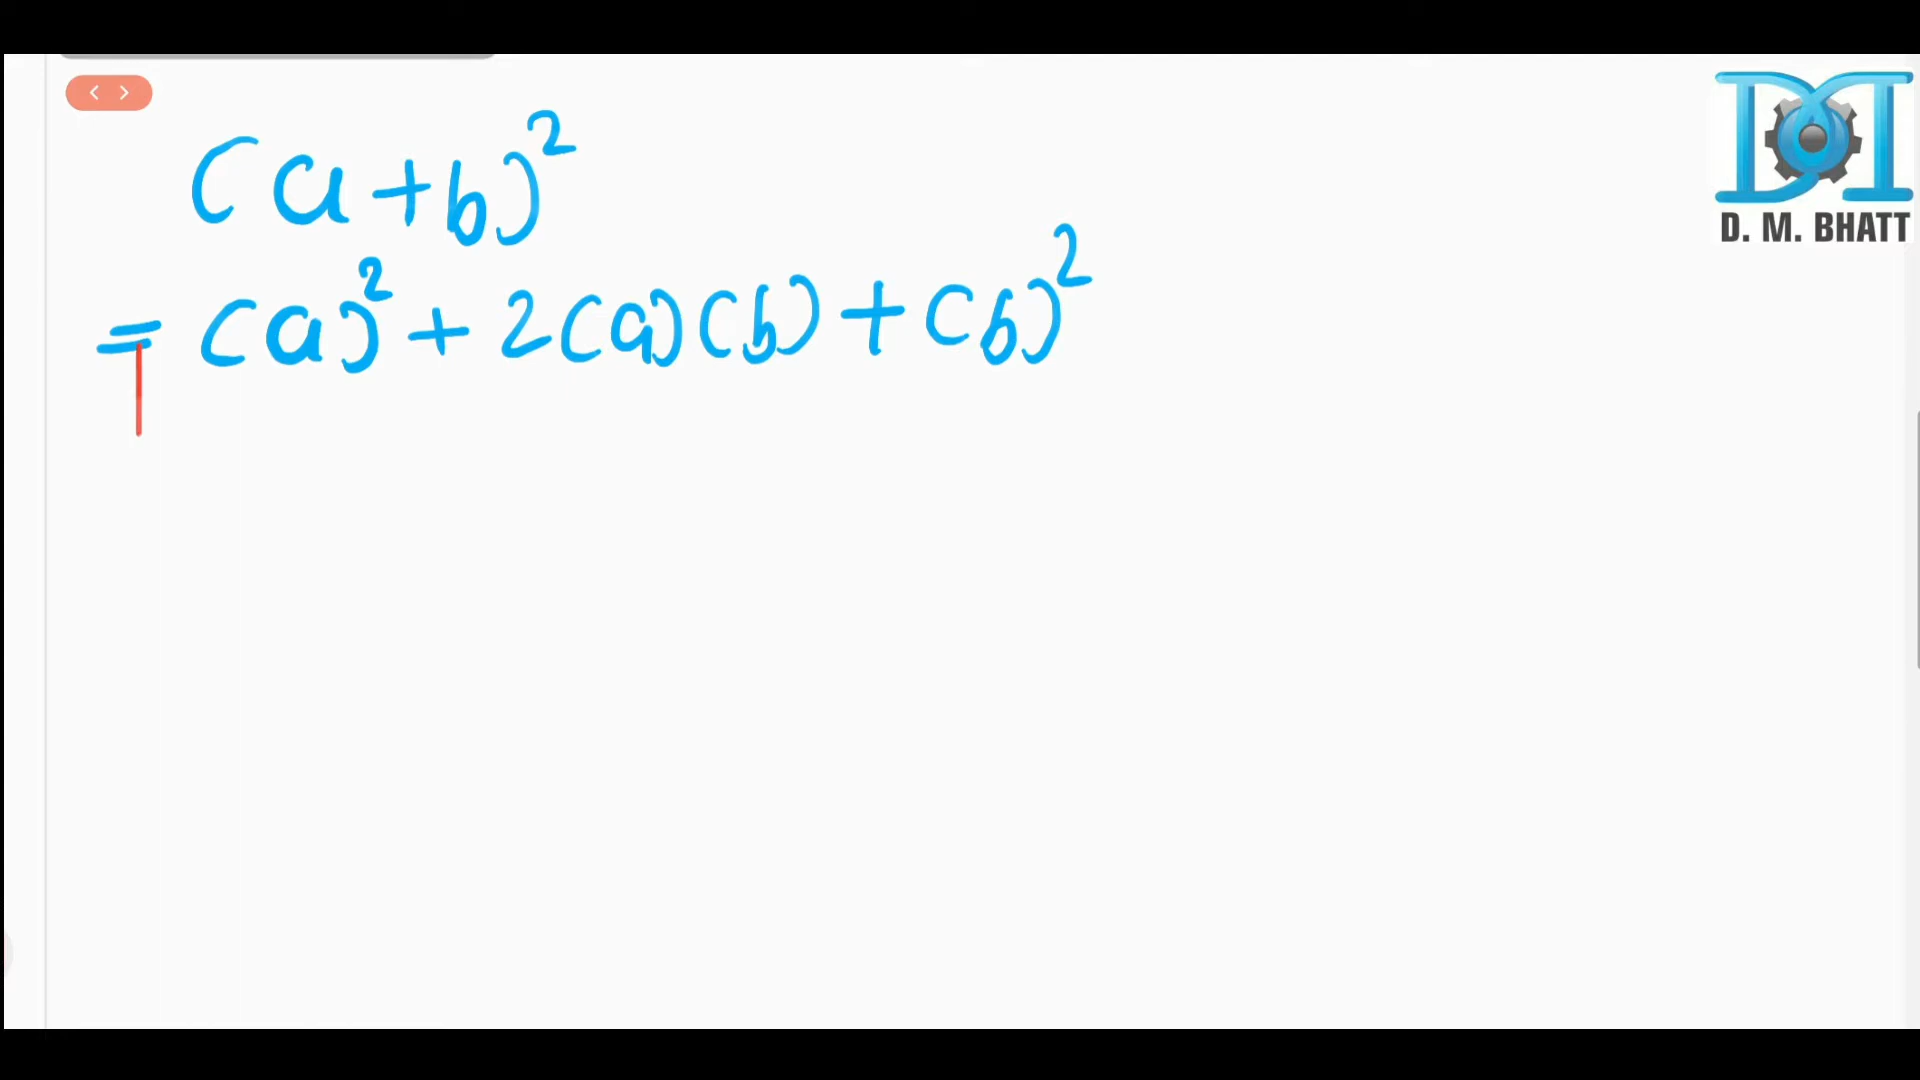 (a+b)²
= (a)² + 2(a)(b) + (b)²
D. M. BHATT